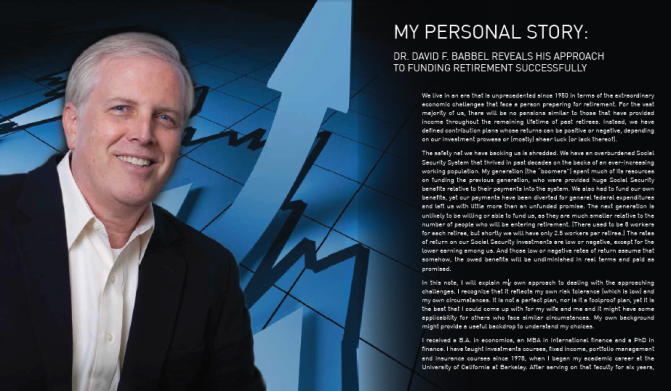 MY PERSONAL STORY:
DR. DAVID F. BABBEL REVEALS HIS APPROACH
TO FUNDING RETIREMENT SUCCESSFULLY
We live in an era that is unprecedented since 1950 in terms of the extraordinary
economic challenges that face a person preparing for retirement. For the vast
majority of us, there will be no pensions similar to those that have provided
income throughout the remaining lifetime of past retirees. Instead, we have
defined contribution plans whose returns can be positive or negative, depending
on our investment prowess or (mostly) sheer luck (or lack thereof).
The safety net we have backing us is shredded. We have an overburdened Social
Security System that thrived in past decades on the backs of an ever-increasing
working population. My generation (the "boomers") spent much of its resources
on funding the previous generation, who were provided huge Social Security
benefits relative to their payments into the system. We also had to fund our own
benefits, yet our payments have been diverted for general federal expenditures
and left us with little more than an unfunded promise. The next generation is
unlikely to be willing or able to fund us, as they are much smaller relative to the
number of people who will be entering retirement. (There used to be 8 workers
for each retiree, but shortly we will have only 2.5 workers per retiree.) The rates
of return on our Social Security investments are low or negative, except for the
lower earning among us. And those low or negative rates of return assume that
somehow, the owed benefits will be undiminished in real terms and paid as
promised.
In this note, I will explain my own approach to dealing with the approaching
challenges. I recognize that it reflects my own risk tolerance (which is low) and
my own circumstances. It is not a perfect plan, nor is it a foolproof plan, yet it is
the best that I could come up with for my wife and me and it might have some
applicability for others who face similar circumstances. My own background
might provide a useful backdrop to understand my choices.
I received a B.A. in economics, an MBA in international finance and a PhD in
finance. I have taught investments courses, fixed income, portfolio management
and insurance courses since 1978, when I began my academic career at the
University of California at Berkeley. After serving on that faculty for six years,